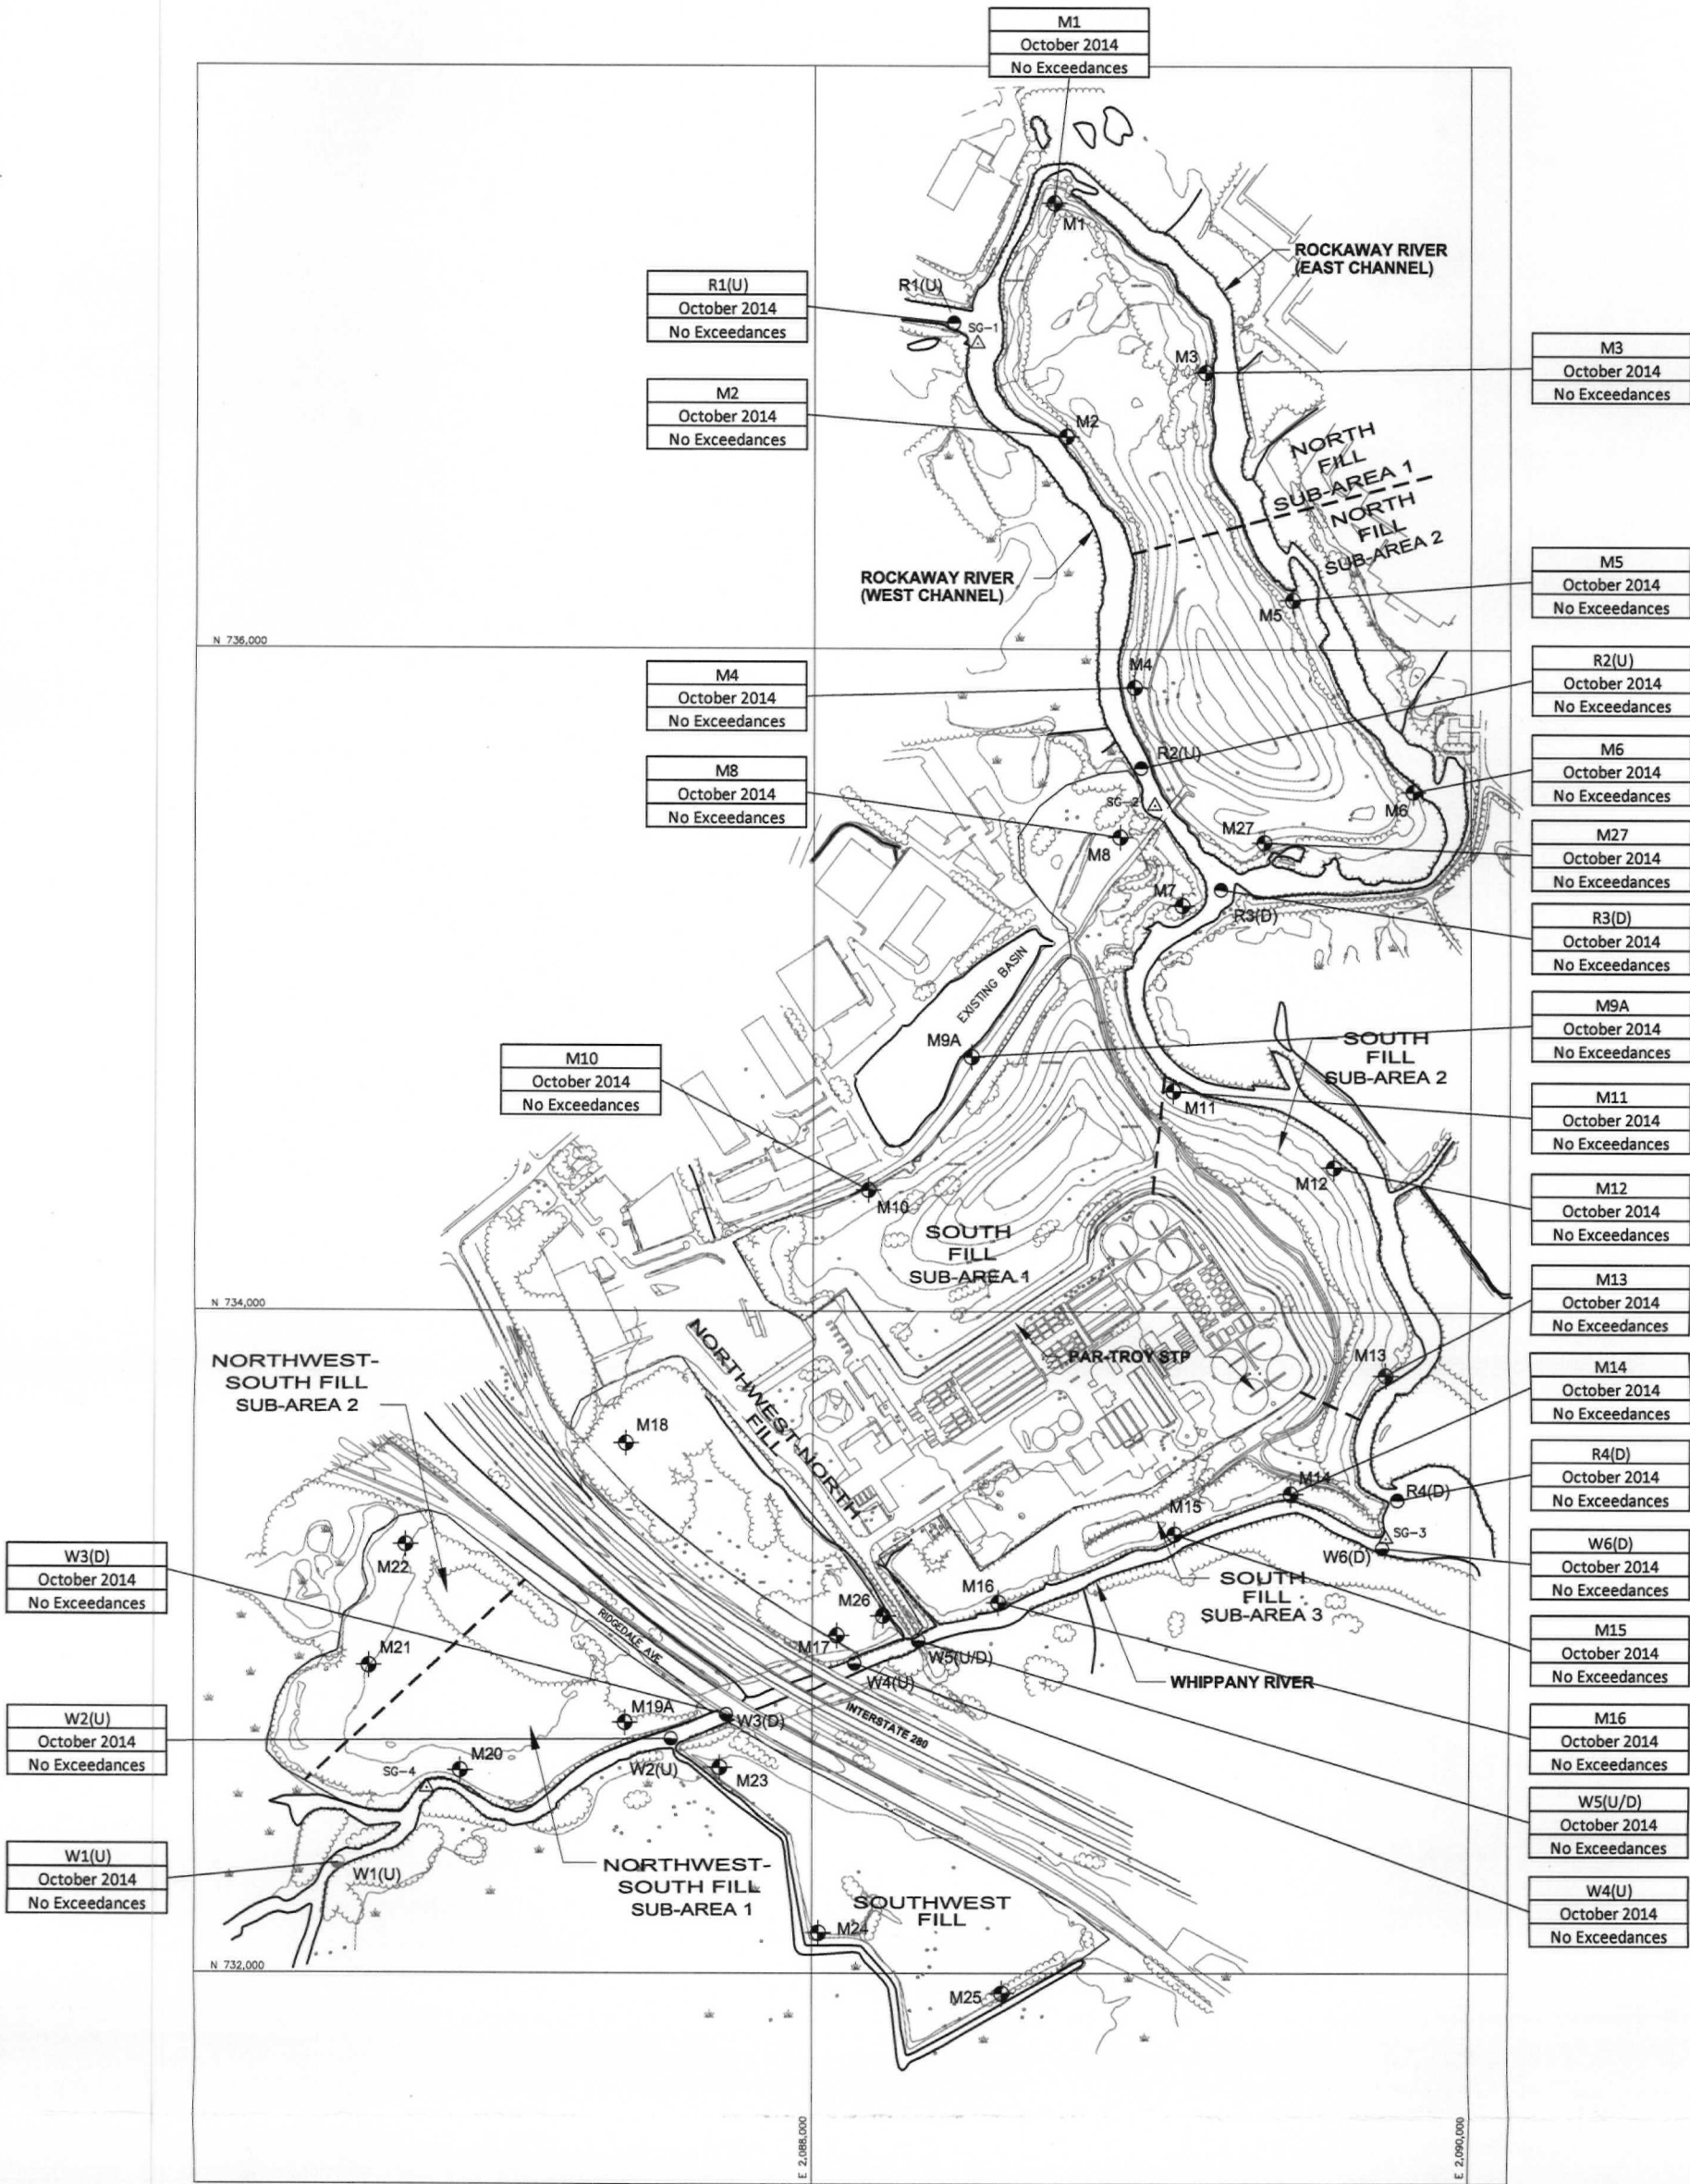 M1
October 2014
No Exceedances
M1
ROCKAWAY RIVER
(EAST CHANNEL)
R1(U)
October 2014
No Exceedances
R1(U)
SG-1
M3
October 2014
No Exceedances
M3
M2
October 2014
No Exceedances
M2
NORTH
FILL
SUB-AREA 1
NORTH
FILL
SUB-AREA 2
ROCKAWAY RIVER
(WEST CHANNEL)
M5
October 2014
No Exceedances
M5
N 736,000
M4
October 2014
No Exceedances
M4
R2(U)
October 2014
No Exceedances
R2(U)
M8
October 2014
No Exceedances
SG-2
M8
M6
October 2014
No Exceedances
M6
M27
M27
October 2014
No Exceedances
M7
R3(D)
R3(D)
October 2014
No Exceedances
EXISTING BASIN
M9A
M9A
October 2014
No Exceedances
SOUTH
FILL
SUB-AREA 2
M10
October 2014
No Exceedances
M11
M11
October 2014
No Exceedances
M12
M12
October 2014
No Exceedances
M10
SOUTH
FILL
SUB-AREA 1
M13
October 2014
No Exceedances
N 734,000
NORTHWEST-
SOUTH FILL
SUB-AREA 2
NORTHWEST-NORTH
FILL
PAR-TROY STP
M13
M14
October 2014
No Exceedances
M18
M14
R4(D)
R4(D)
October 2014
No Exceedances
M15
SG-3
W6(D)
W6(D)
October 2014
No Exceedances
W3(D)
October 2014
No Exceedances
M22
M16
SOUTH
FILL
SUB-AREA 3
M26
RIDGEDALE AVE
M17
M21
W5(U/D)
W4(U)
WHIPPANY RIVER
M15
October 2014
No Exceedances
W2(U)
October 2014
No Exceedances
M19A
W3(D)
INTERSTATE 280
M16
October 2014
No Exceedances
M20
SG-4
W2(U)
M23
W5(U/D)
October 2014
No Exceedances
W1(U)
October 2014
No Exceedances
W1(U)
NORTHWEST-
SOUTH FILL
SUB-AREA 1
SOUTHWEST
FILL
W4(U)
October 2014
No Exceedances
M24
N 732,000
M25
E 2,088,000
E 2,090,000